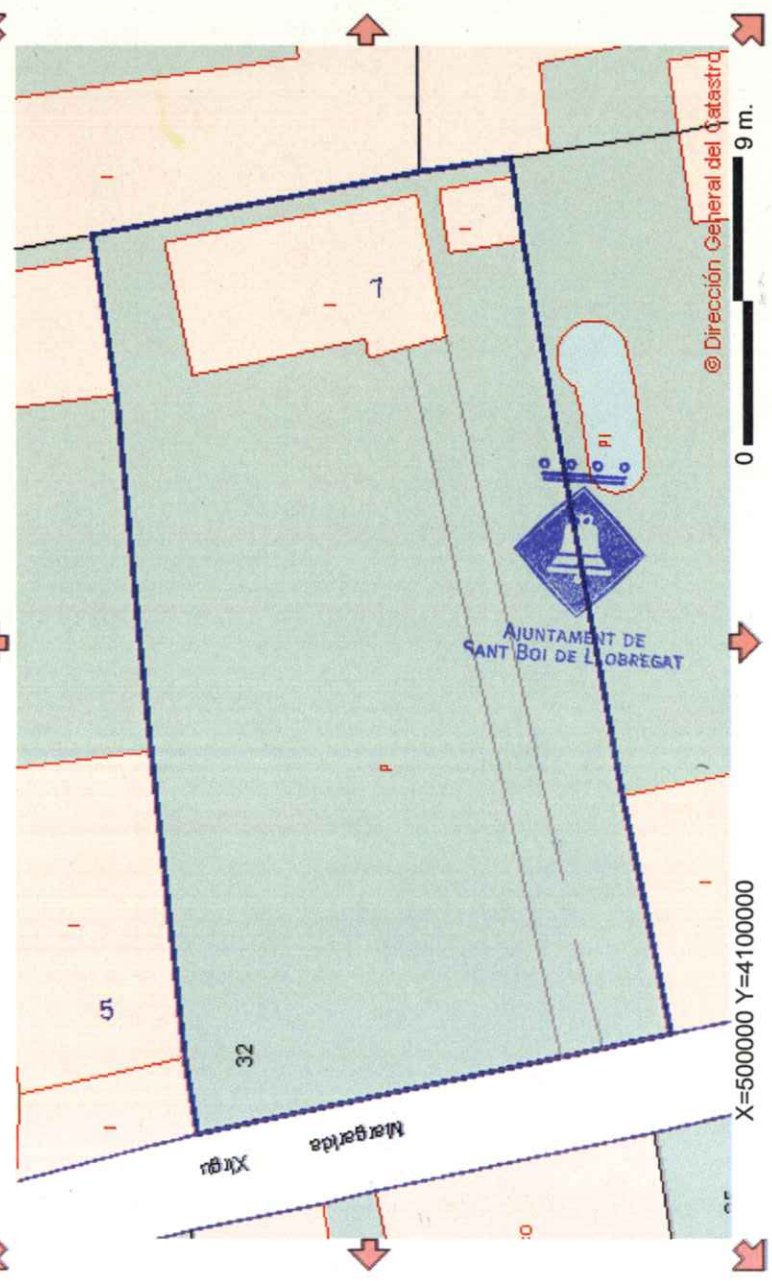 I
I
7
I
© Dirección General del Catastro
9 m.
0
PI
AJUNTAMENT DE
SANT BOI DE LLOBREGAT
P
I
I
5
32
I
Xirgu
Margarida
X=500000 Y=4100000